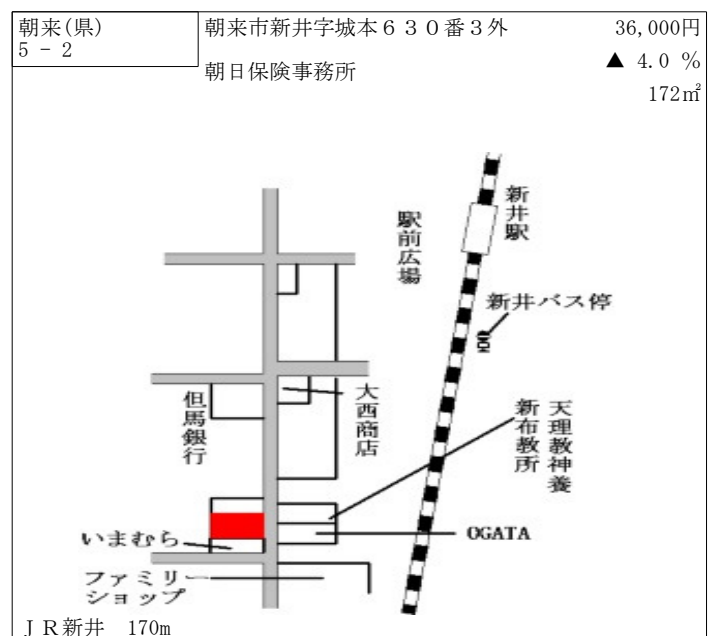 朝来(県)
5 － 2
朝来市新井字城本６３０番３外
朝日保険事務所
36,000円
▲ 4.0 %
172㎡
新井駅
駅前広場
新井バス停
大西商店
但馬銀行
天理教神養
新布教所
いまむら
OGATA
ファミリー
ショップ
ＪＲ新井　170m